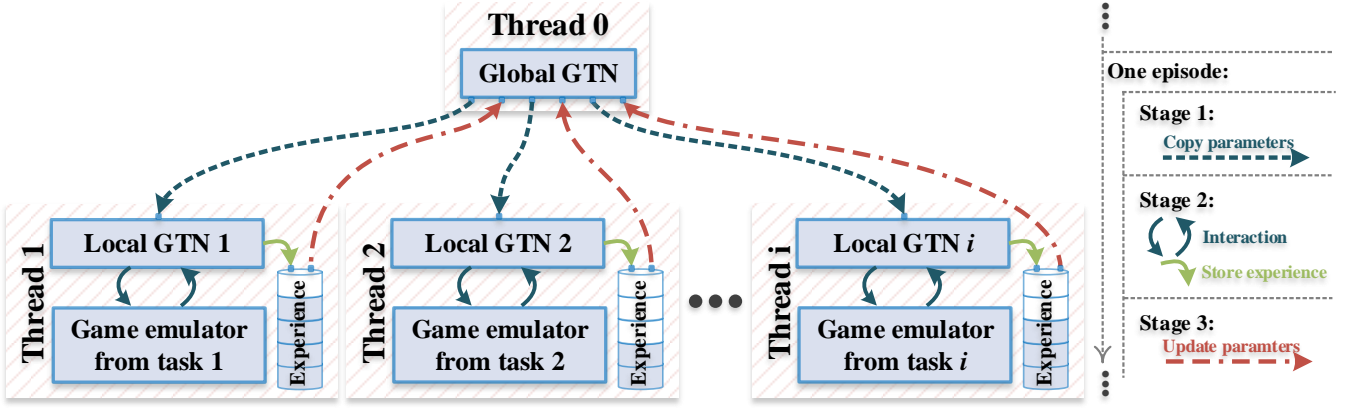 Thread 0
Global GTN
Thread 1
Local GTN 1
Game emulator
from task 1
Experience
Thread 2
Local GTN 2
Game emulator
from task 2
Experience
Thread i
Local GTN i
Game emulator
from task i
Experience
One episode:
Stage 1:
Copy parameters
Stage 2:
Interaction
Store experience
Stage 3:
Update paramters